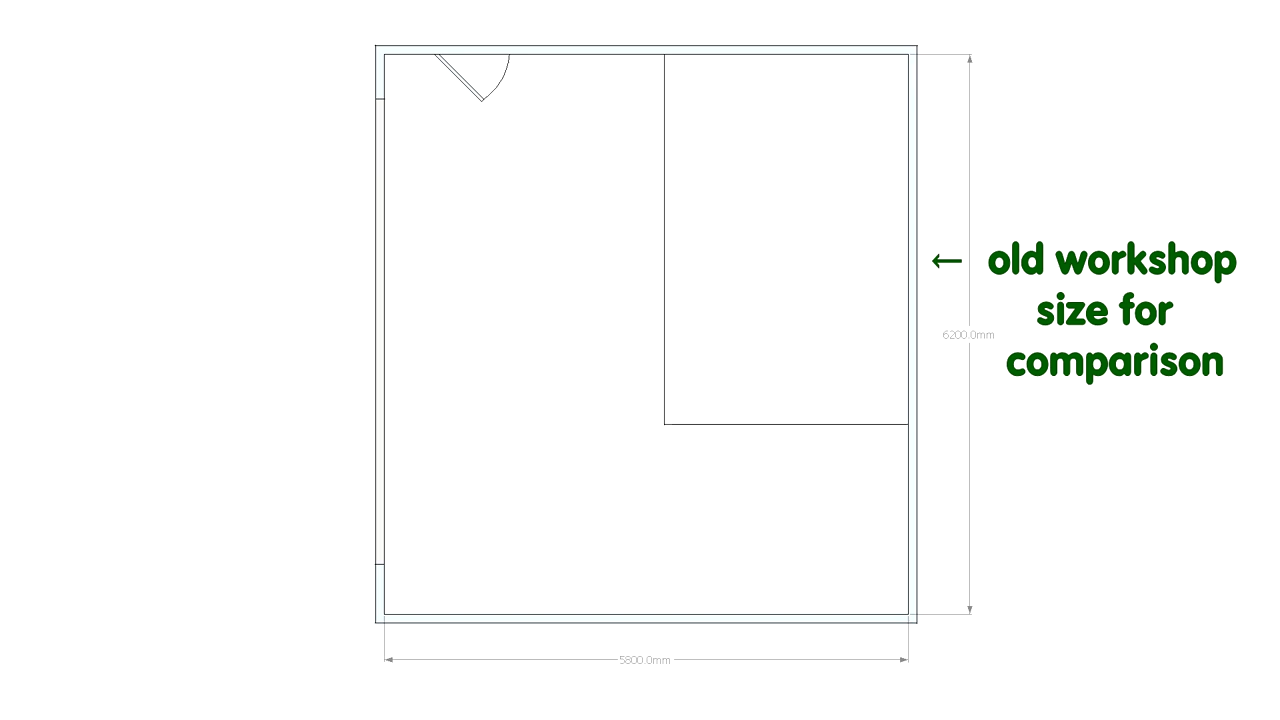 ← old workshop
size for
6200.0mm
comparison
5800.0mm